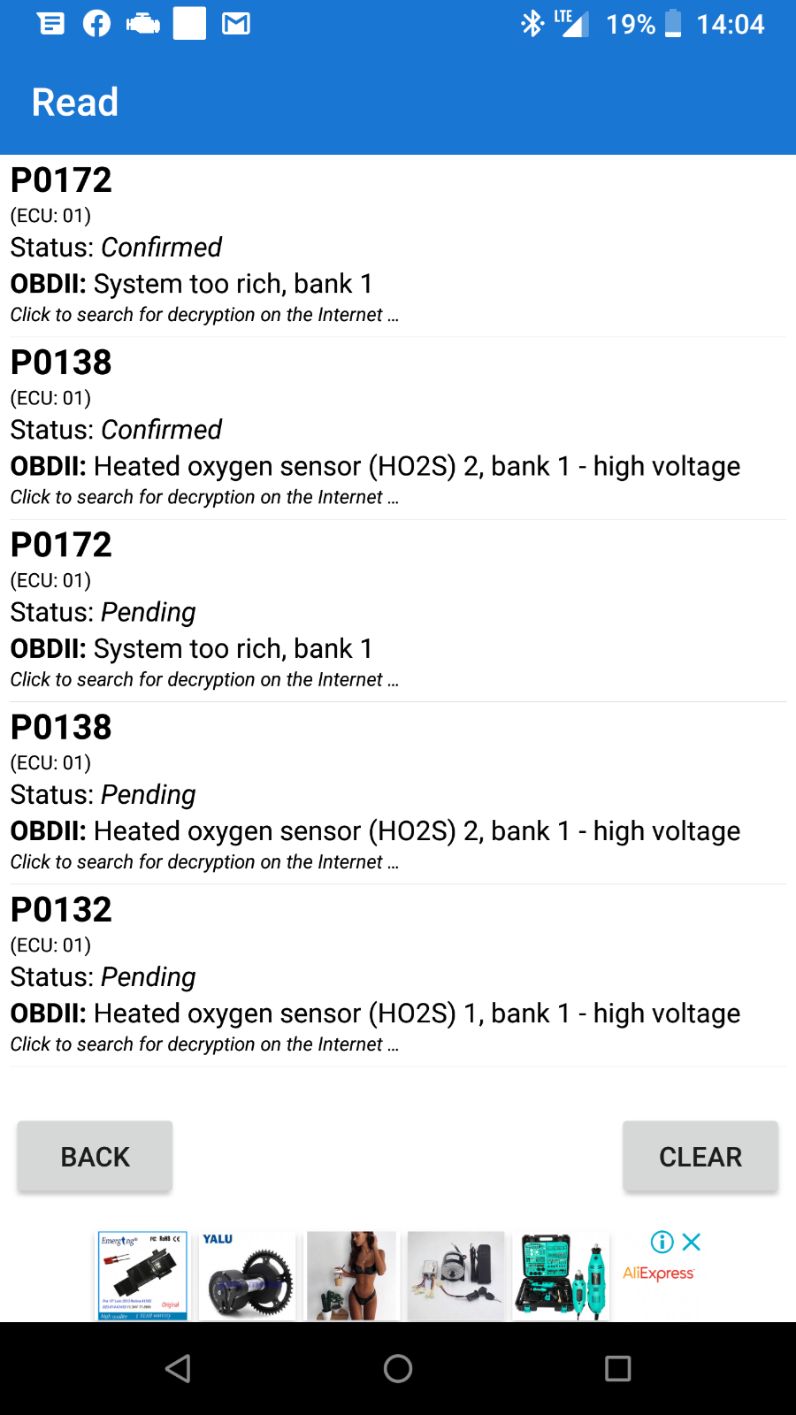 LTE 19% 14:04
Read
P0172
(ECU: 01)
Status: Confirmed
OBDII: System too rich, bank 1
Click to search for decryption on the Internet ...
P0138
(ECU: 01)
Status: Confirmed
OBDII: Heated oxygen sensor (HO2S) 2, bank 1 - high voltage
Click to search for decryption on the Internet ...
P0172
(ECU: 01)
Status: Pending
OBDII: System too rich, bank 1
Click to search for decryption on the Internet ...
P0138
(ECU: 01)
Status: Pending
OBDII: Heated oxygen sensor (HO2S) 2, bank 1 - high voltage
Click to search for decryption on the Internet ...
P0132
(ECU: 01)
Status: Pending
OBDII: Heated oxygen sensor (HO2S) 1, bank 1 - high voltage
Click to search for decryption on the Internet ...
BACK CLEAR
YALU
Original
AliExpress